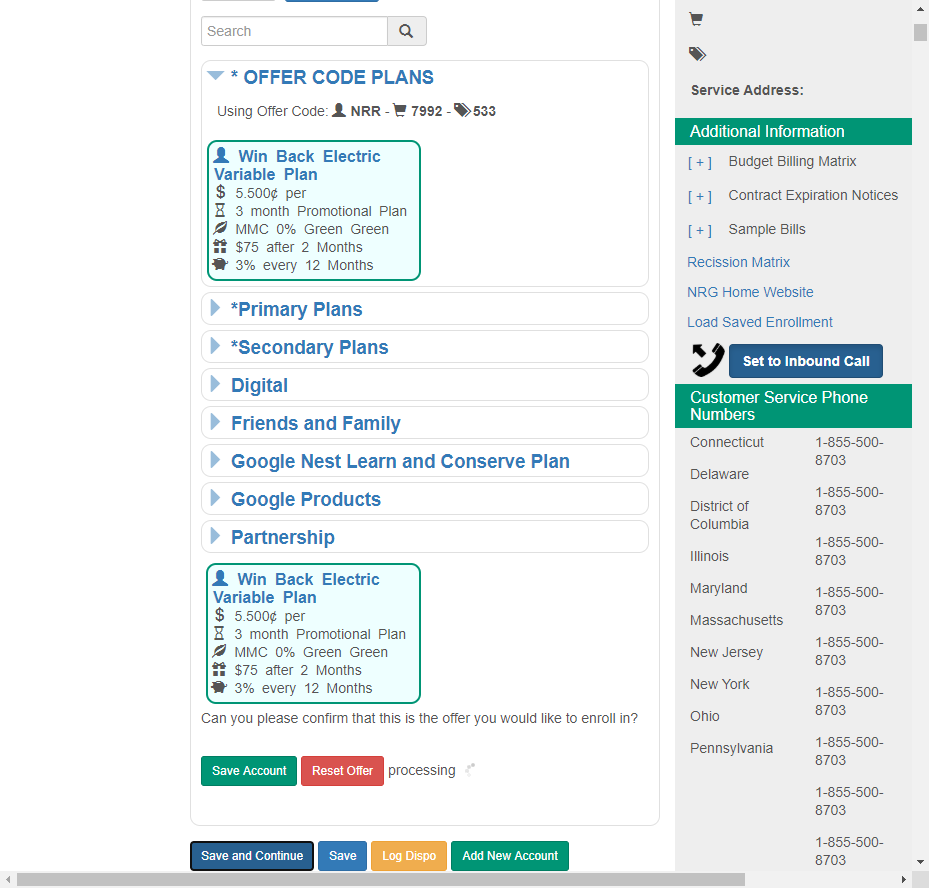 Search
* OFFER CODE PLANS
Using Offer Code: NRR - 7992 - 533
Win Back Electric
Variable Plan
$ 5.500¢ per
3 month Promotional Plan
MMC 0% Green Green
$75 after 2 Months
3% every 12 Months
*Primary Plans
*Secondary Plans
Digital
Friends and Family
Google Nest Learn and Conserve Plan
Google Products
Partnership
Win Back Electric
Variable Plan
$ 5.500¢ per
3 month Promotional Plan
MMC 0% Green Green
$75 after 2 Months
3% every 12 Months
Can you please confirm that this is the offer you would like to enroll in?
Save Account Reset Offer processing
Save and Continue Save Log Dispo Add New Account
Service Address:
Additional Information
[ + ] Budget Billing Matrix
[ + ] Contract Expiration Notices
[ + ] Sample Bills
Recission Matrix
NRG Home Website
Load Saved Enrollment
Set to Inbound Call
Customer Service Phone
Numbers
Connecticut
Delaware
District of
Columbia
Illinois
Maryland
Massachusetts
New Jersey
New York
Ohio
Pennsylvania
1-855-500-
8703
1-855-500-
8703
1-855-500-
8703
1-855-500-
8703
1-855-500-
8703
1-855-500-
8703
1-855-500-
8703
1-855-500-
8703
1-855-500-
8703